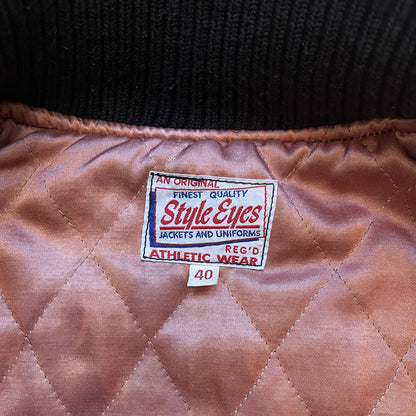 AN ORIGINAL
FINEST QUALITY
Style Eyes
JACKETS AND UNIFORMS
REG'D
ATHLETIC WEAR
40